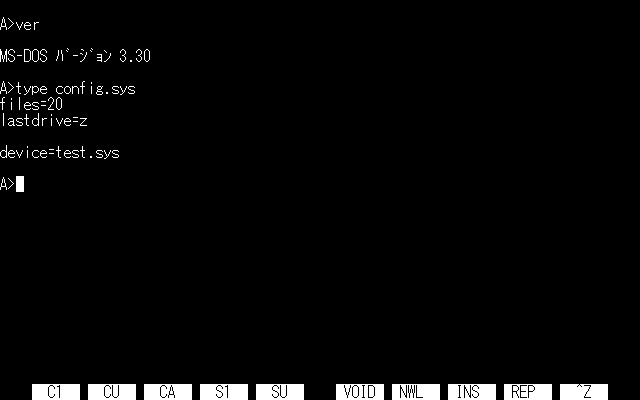 A>ver
MS-DOS ﾊﾞｰｼﾞｮﾝ 3.30
A>type config.sys
files=20
lastdrive=z
device=test.sys
A>
C1 CU CA S1 SU VOID NWL INS REP ^Z